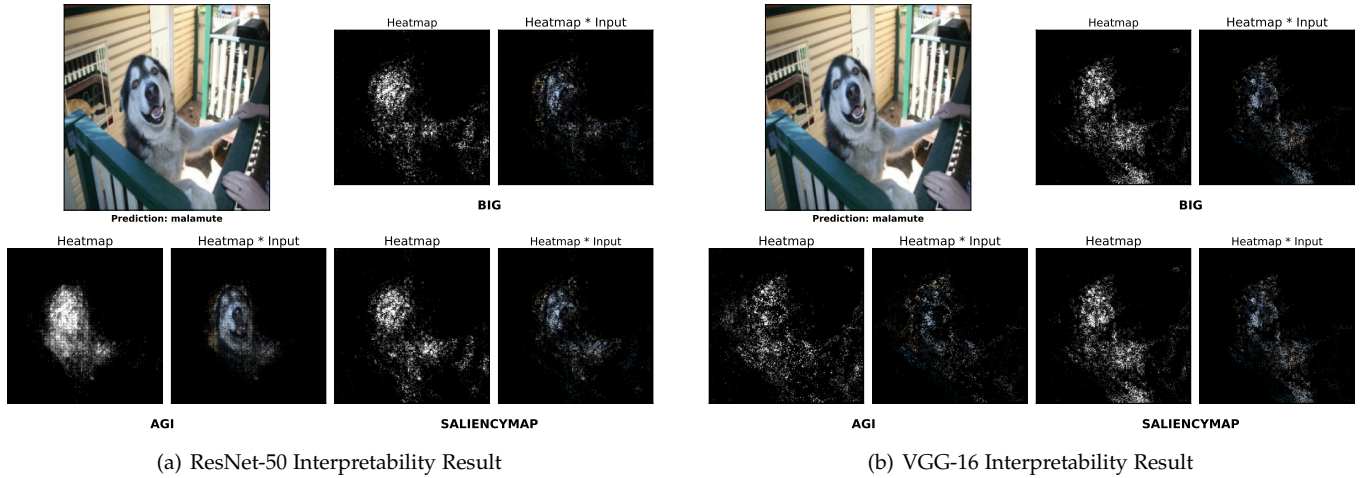 Heatmap
Heatmap * Input
BIG
Prediction: malamute
Heatmap
Heatmap * Input
Heatmap
Heatmap * Input
AGI
SALIENCYMAP
(a) ResNet-50 Interpretability Result
Heatmap
Heatmap * Input
BIG
Prediction: malamute
Heatmap
Heatmap * Input
Heatmap
Heatmap * Input
AGI
SALIENCYMAP
(b) VGG-16 Interpretability Result